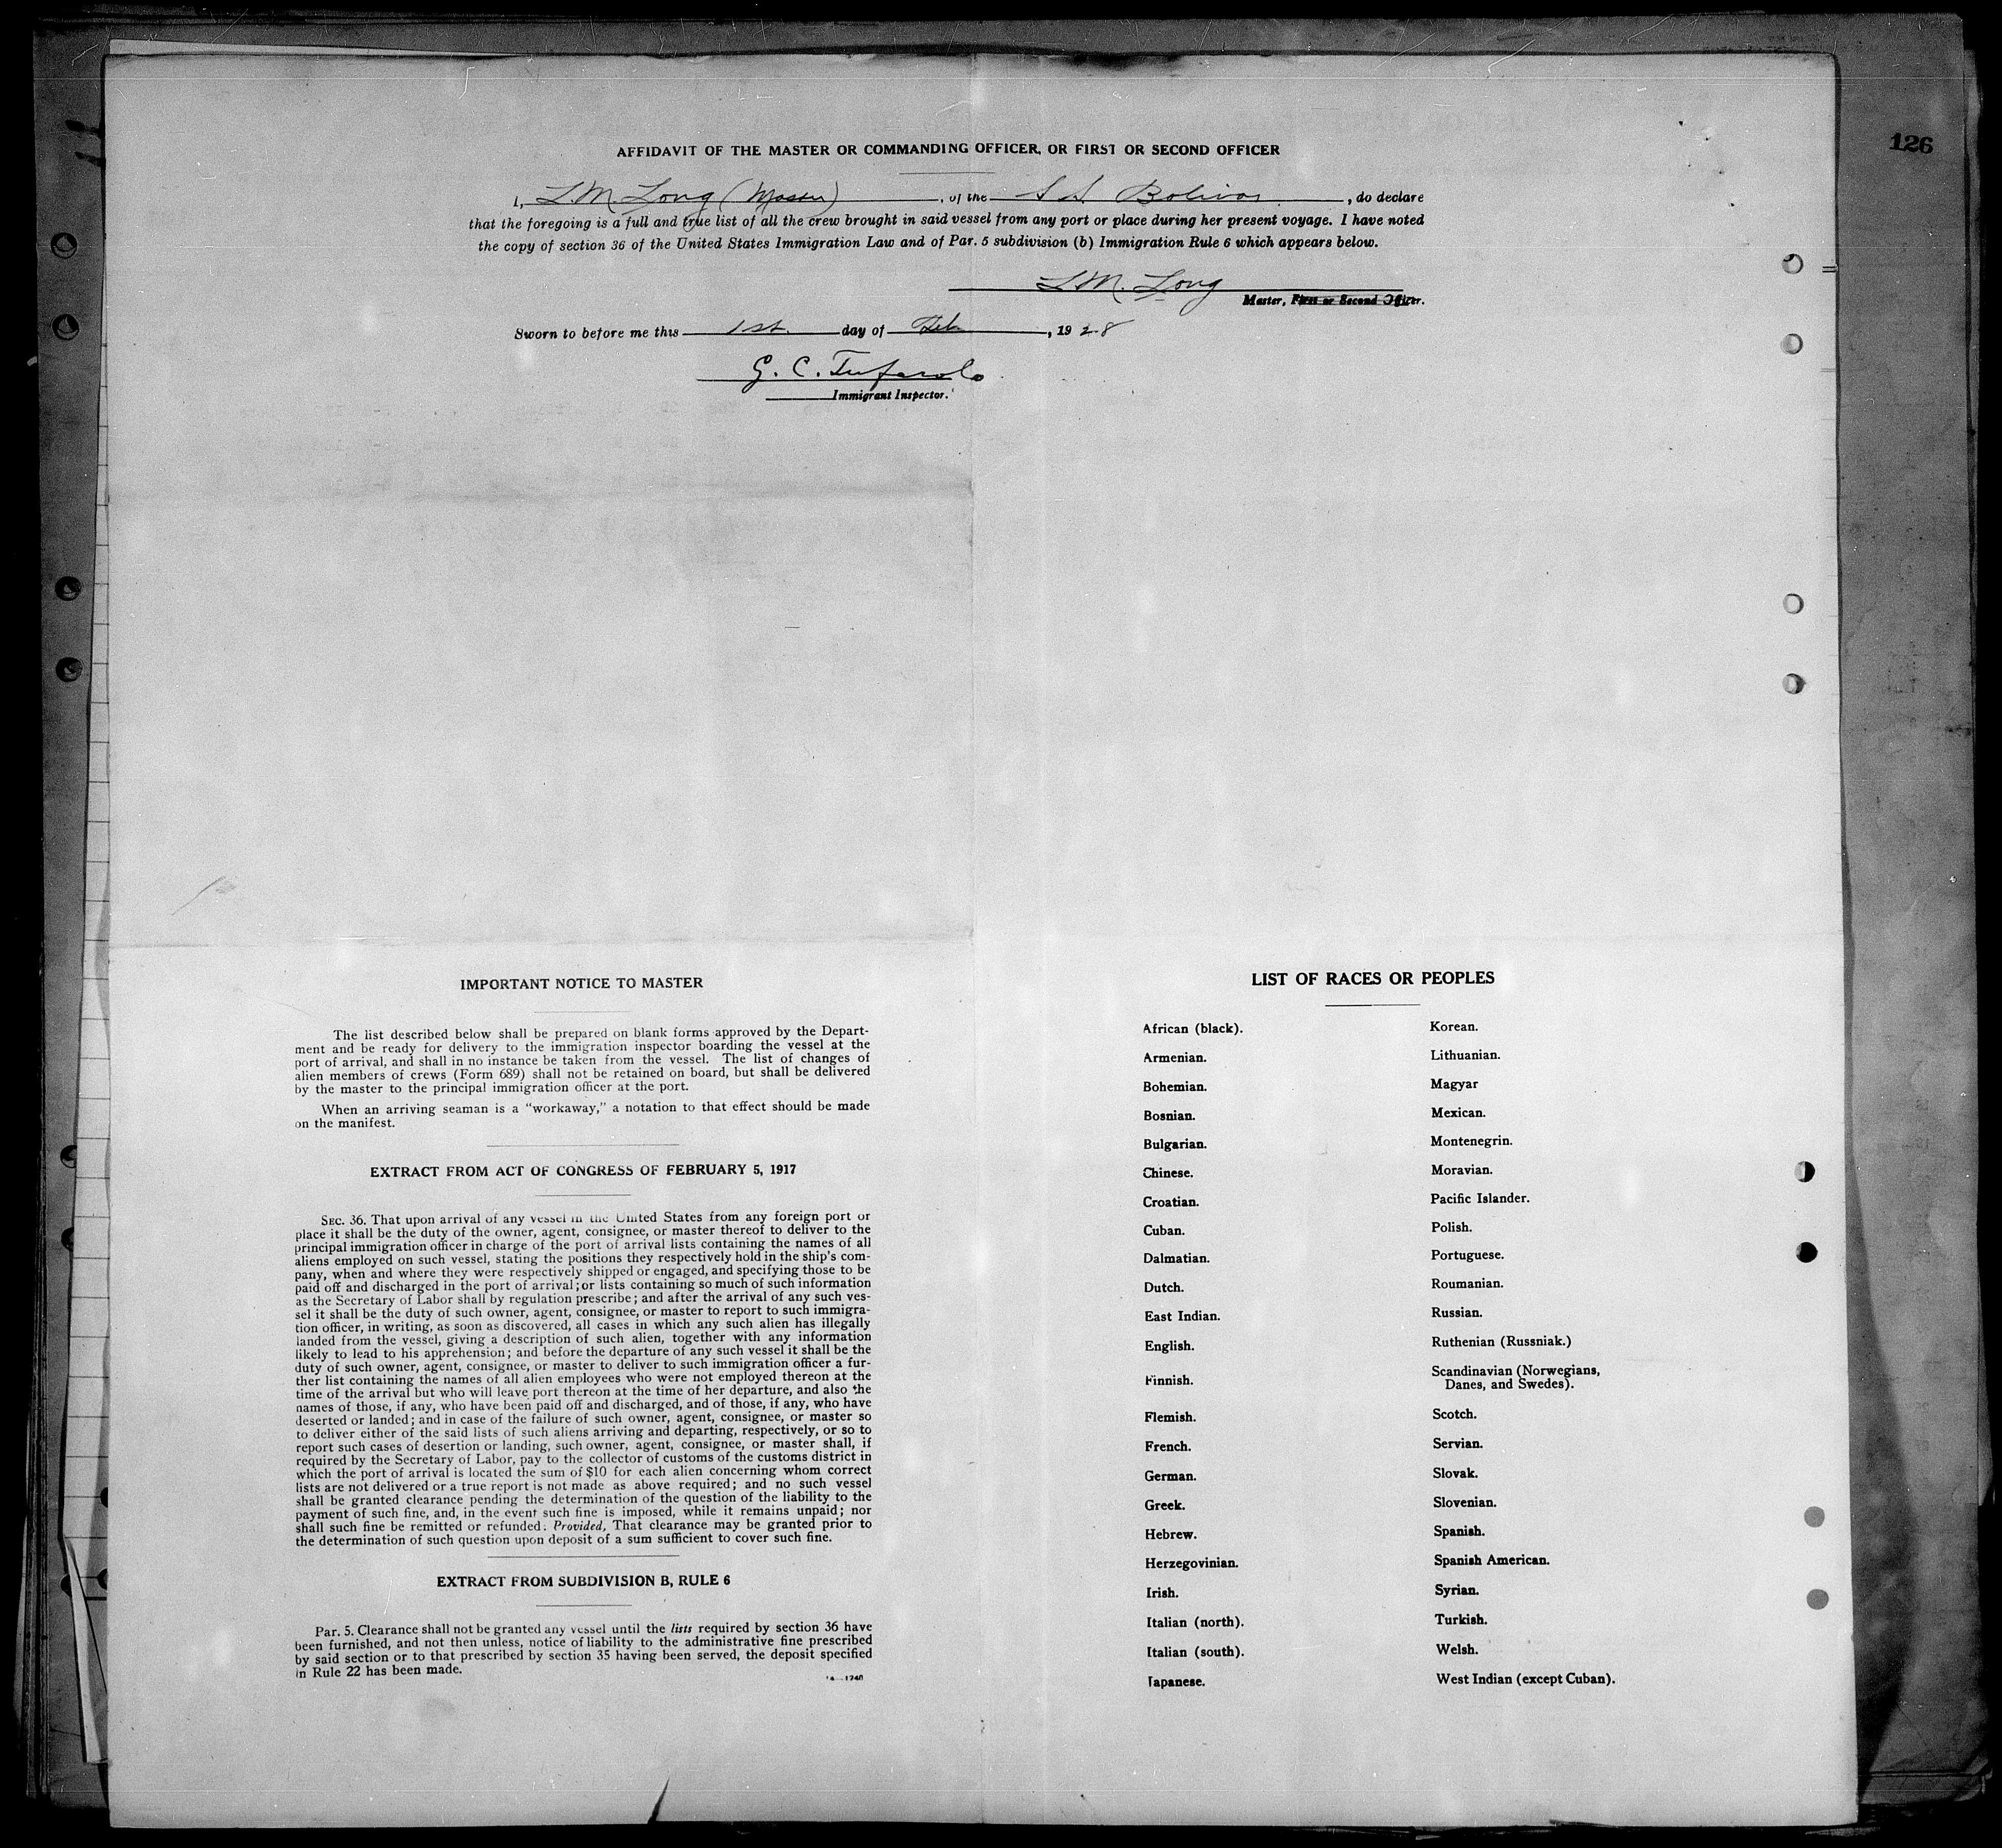 126
AFFIDAVIT OF THE MASTER OR COMMANDING OFFICER, OR FIRST OR SECOND OFFICER
I, L.M. Long (Master), of the S.S. Bolivar, do declare
that the foregoing is a full and true list of all the crew brought in said vessel from any port or place during her present voyage. I have noted
the copy of section 36 of the United States Immigration Law and of Par. 5 subdivision (b) Immigration Rule 6 which appears below.
L.M. Long
Master, First or Second Officer.
Sworn to before me this 1st day of Feb, 1928
G. C. Tufarolo
Immigrant Inspector.
IMPORTANT NOTICE TO MASTER
The list described below shall be prepared on blank forms approved by the Depart-
ment and be ready for delivery to the immigration inspector boarding the vessel at the
port of arrival, and shall in no instance be taken from the vessel. The list of changes of
alien members of crews (Form 689) shall not be retained on board, but shall be delivered
by the master to the principal immigration officer at the port.
When an arriving seaman is a "workaway," a notation to that effect should be made
on the manifest.
EXTRACT FROM ACT OF CONGRESS OF FEBRUARY 5, 1917
SEC. 36. That upon arrival of any vessel in the United States from any foreign port or
place it shall be the duty of the owner, agent, consignee, or master thereof to deliver to the
principal immigration officer in charge of the port of arrival lists containing the names of all
aliens employed on such vessel, stating the positions they respectively hold in the ship's com-
pany, when and where they were respectively shipped or engaged, and specifying those to be
paid off and discharged in the port of arrival; or lists containing so much of such information
as the Secretary of Labor shall by regulation prescribe; and after the arrival of any such ves-
sel it shall be the duty of such owner, agent, consignee, or master to report to such immigra-
tion officer, in writing, as soon as discovered, all cases in which any such alien has illegally
landed from the vessel, giving a description of such alien, together with any information
likely to lead to his apprehension; and before the departure of any such vessel it shall be the
duty of such owner, agent, consignee, or master to deliver to such immigration officer a fur-
ther list containing the names of all alien employees who were not employed thereon at the
time of the arrival but who will leave port thereon at the time of her departure, and also the
names of those, if any, who have been paid off and discharged, and of those, if any, who have
deserted or landed; and in case of the failure of such owner, agent, consignee, or master so
to deliver either of the said lists of such aliens arriving and departing, respectively, or so to
report such cases of desertion or landing, such owner, agent, consignee, or master shall, if
required by the Secretary of Labor, pay to the collector of customs of the customs district in
which the port of arrival is located the sum of $10 for each alien concerning whom correct
lists are not delivered or a true report is not made as above required; and no such vessel
shall be granted clearance pending the determination of the question of the liability to the
payment of such fine, and, in the event such fine is imposed, while it remains unpaid; nor
shall such fine be remitted or refunded. Provided, That clearance may be granted prior to
the determination of such question upon deposit of a sum sufficient to cover such fine.
EXTRACT FROM SUBDIVISION B, RULE 6
Par. 5. Clearance shall not be granted any vessel until the lists required by section 36 have
been furnished, and not then unless, notice of liability to the administrative fine prescribed
by said section or to that prescribed by section 35 having been served, the deposit specified
in Rule 22 has been made.
LIST OF RACES OR PEOPLES
African (black).
Armenian.
Bohemian.
Bosnian.
Bulgarian.
Chinese.
Croatian.
Cuban.
Dalmatian.
Dutch.
East Indian.
English.
Finnish.
Flemish.
French.
German.
Greek.
Hebrew.
Herzegovinian.
Irish.
Italian (north).
Italian (south).
Japanese.
Korean.
Lithuanian.
Magyar
Mexican.
Montenegrin.
Moravian.
Pacific Islander.
Polish.
Portuguese.
Roumanian.
Russian.
Ruthenian (Russniak.)
Scandinavian (Norwegians,
Danes, and Swedes).
Scotch.
Servian.
Slovak.
Slovenian.
Spanish.
Spanish American.
Syrian.
Turkish.
Welsh.
West Indian (except Cuban).